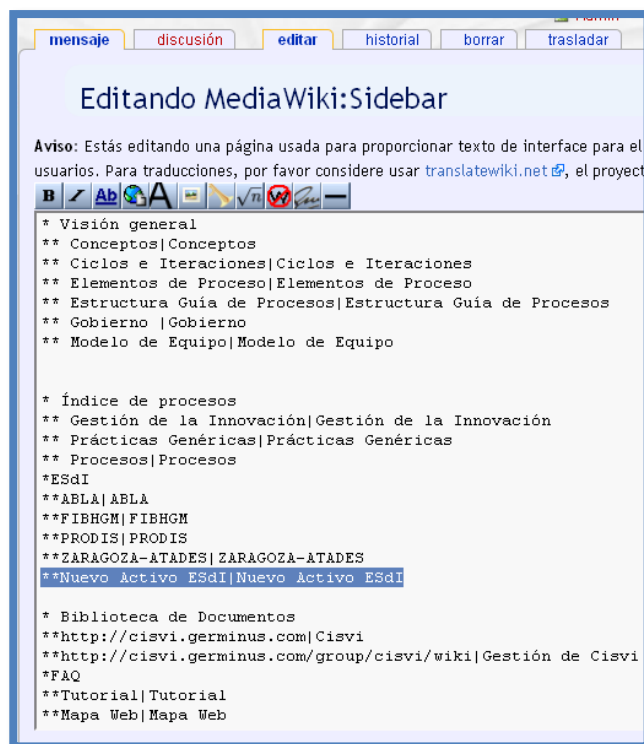 Admin
mensaje discusión editar historial borrar trasladar
Editando MediaWiki:Sidebar
Aviso: Estás editando una página usada para proporcionar texto de interface para el
usuarios. Para traducciones, por favor considere usar translatewiki.net, el proyect
B I Ab A √n W
* Visión general
** Conceptos|Conceptos
** Ciclos e Iteraciones|Ciclos e Iteraciones
** Elementos de Proceso|Elementos de Proceso
** Estructura Guía de Procesos|Estructura Guía de Procesos
** Gobierno |Gobierno
** Modelo de Equipo|Modelo de Equipo
* Índice de procesos
** Gestión de la Innovación|Gestión de la Innovación
** Prácticas Genéricas|Prácticas Genéricas
** Procesos|Procesos
*ESdI
**ABLA|ABLA
**FIBHGM|FIBHGM
**PRODIS|PRODIS
**ZARAGOZA-ATADES|ZARAGOZA-ATADES
**Nuevo Activo ESdI|Nuevo Activo ESdI
* Biblioteca de Documentos
**http://cisvi.germinus.com|Cisvi
**http://cisvi.germinus.com/group/cisvi/wiki|Gestión de Cisvi
*FAQ
**Tutorial|Tutorial
**Mapa Web|Mapa Web